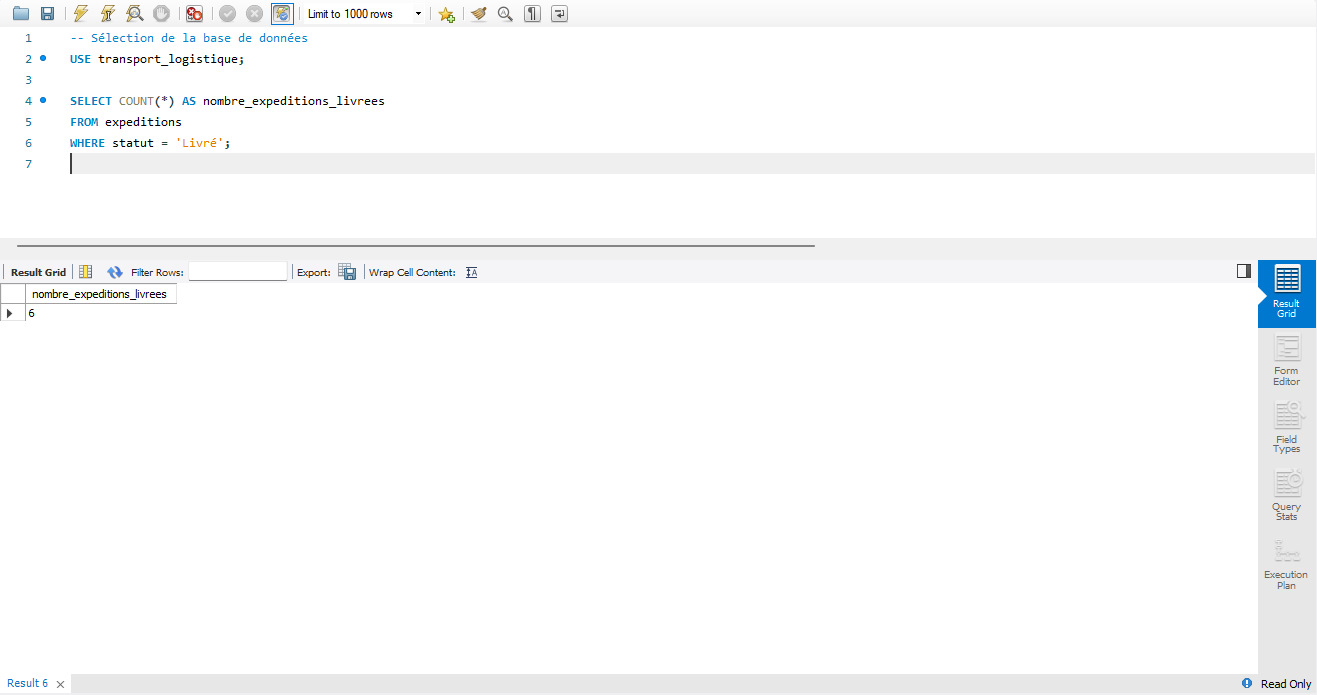 Limit to 1000 rows
1 -- Sélection de la base de données
2 USE transport_logistique;
3
4 SELECT COUNT(*) AS nombre_expeditions_livrees
5 FROM expeditions
6 WHERE statut = 'Livré';
7
Result Grid Filter Rows: Export: Wrap Cell Content:
nombre_expeditions_livrees
6
Result
Grid
Form
Editor
Field
Types
Query
Stats
Execution
Plan
Result 6 Read Only